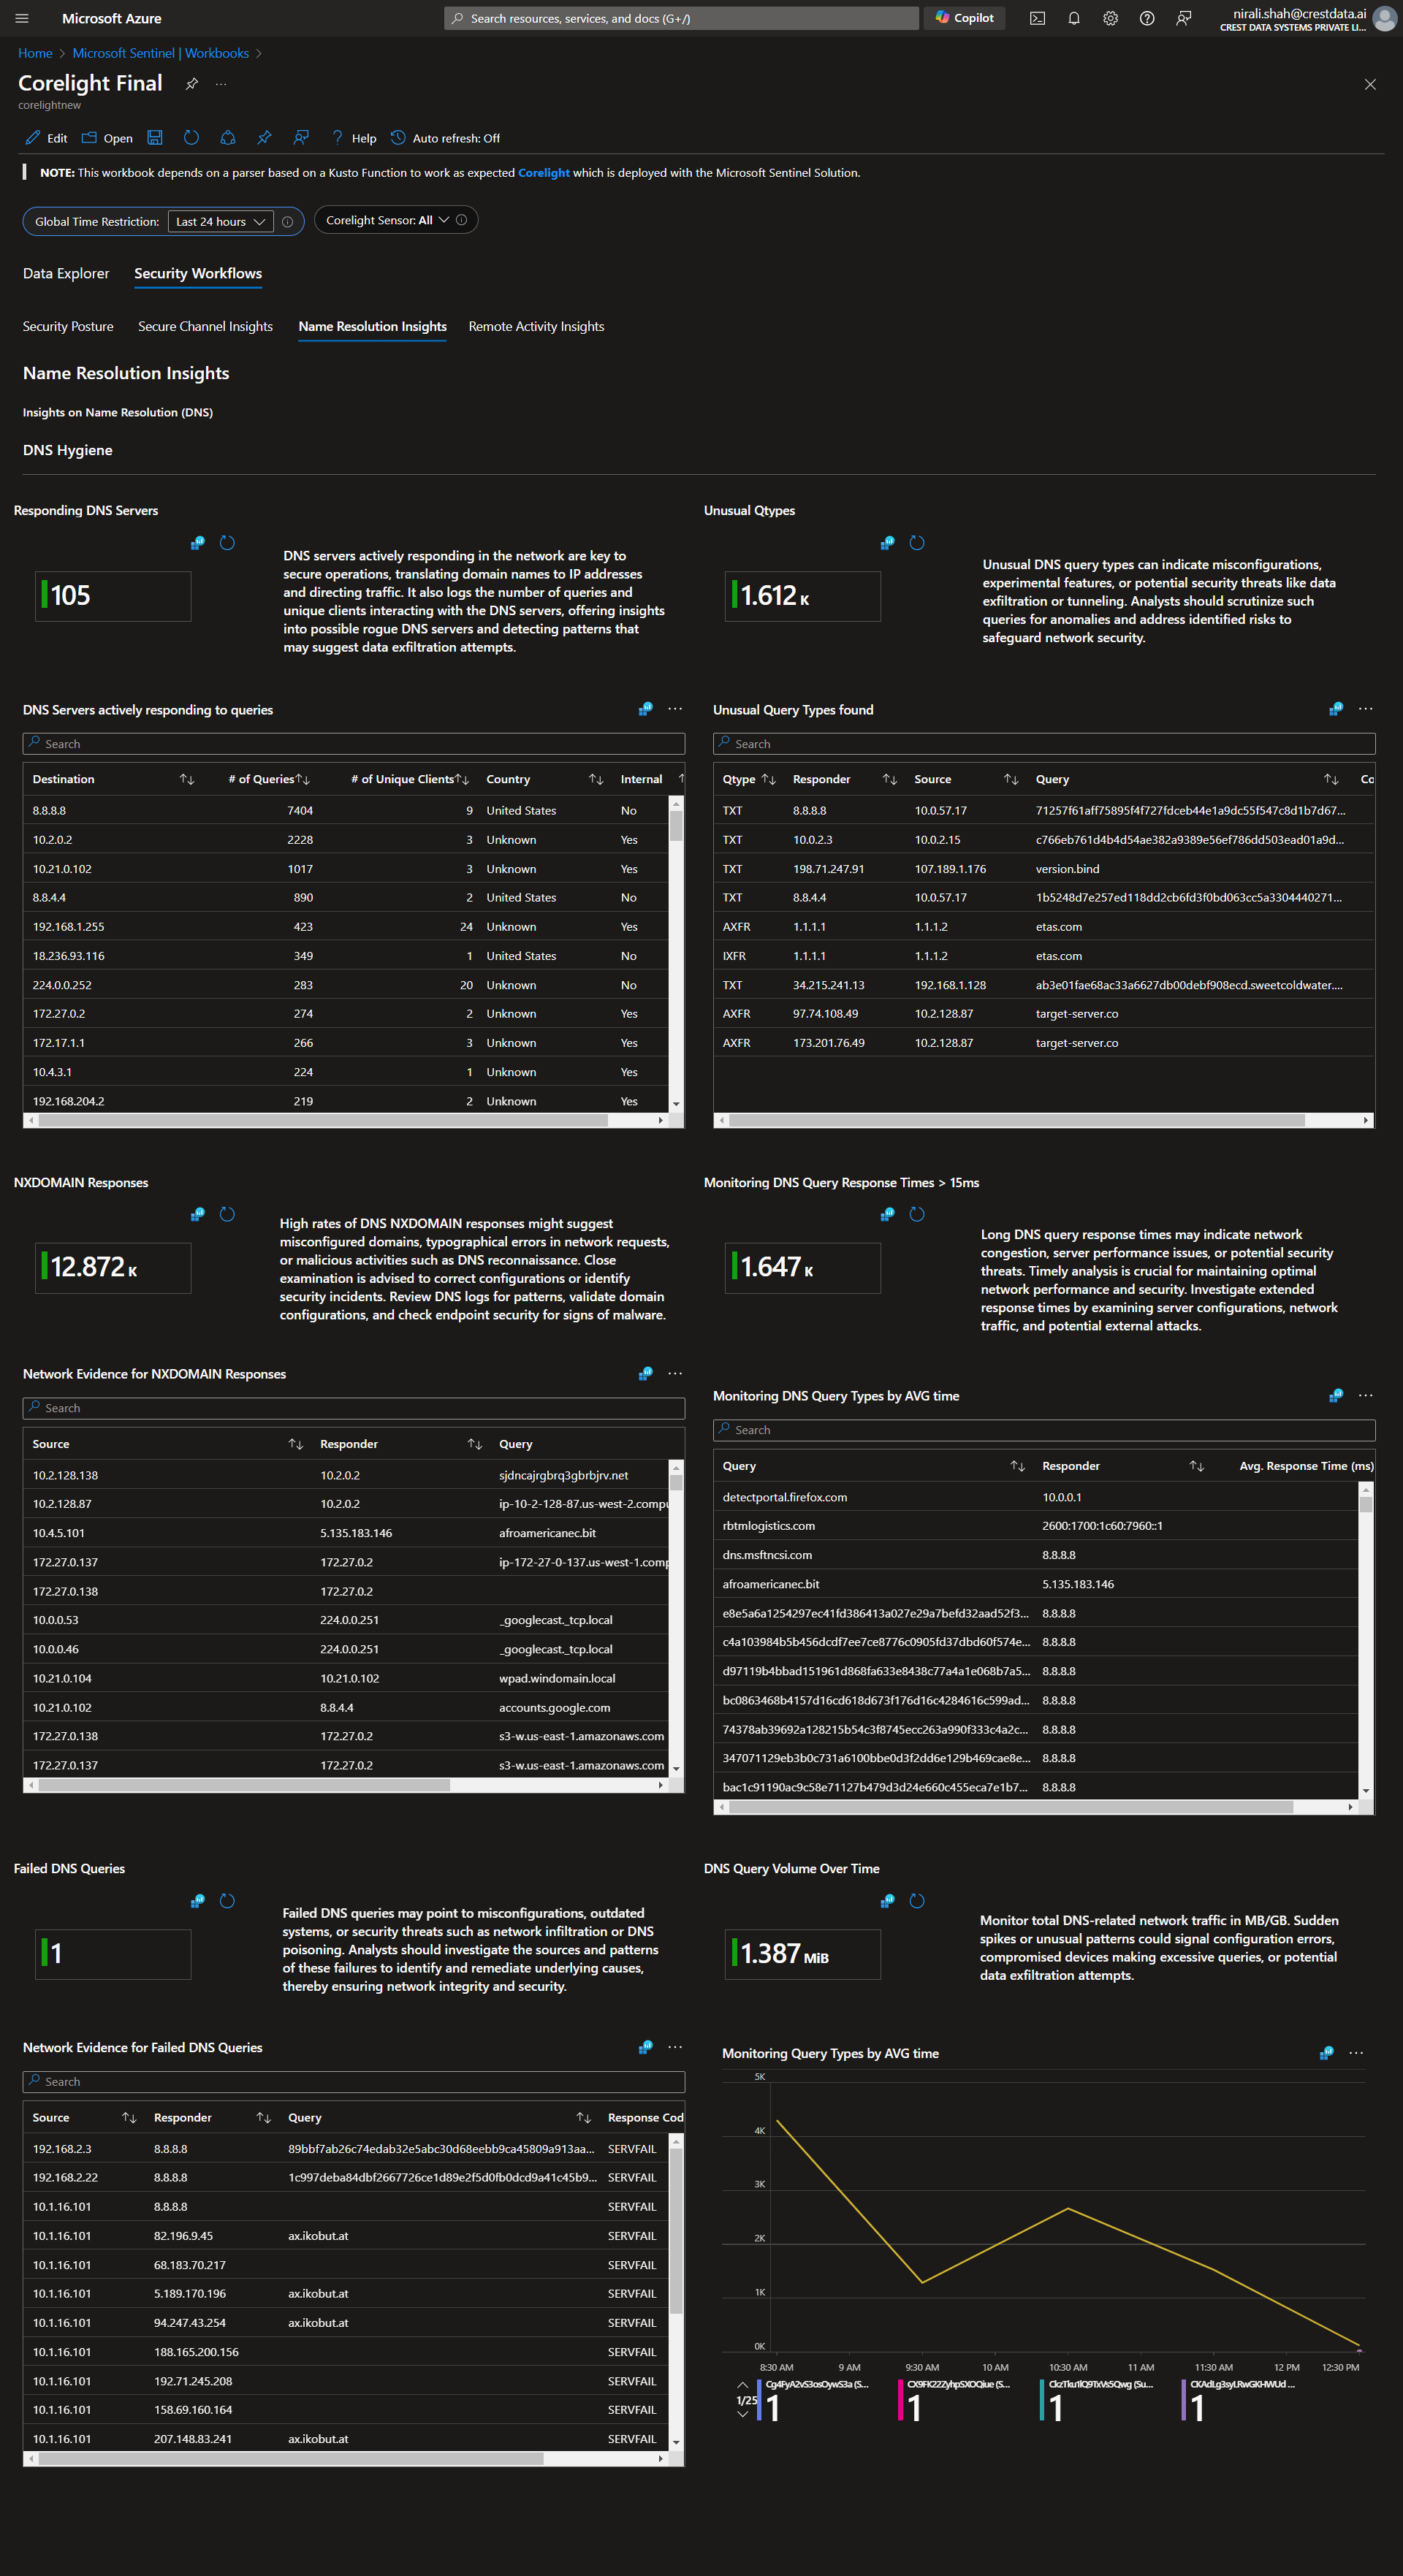 Microsoft Azure
Search resources, services, and docs (G+/)
Copilot
nirali.shah@crestdata.ai
CREST DATA SYSTEMS PRIVATE LI...
Home > Microsoft Sentinel | Workbooks >
Corelight Final
corelightnew
Edit Open Help Auto refresh: Off
NOTE: This workbook depends on a parser based on a Kusto Function to work as expected Corelight which is deployed with the Microsoft Sentinel Solution.
Global Time Restriction: Last 24 hours
Corelight Sensor: All
Data Explorer Security Workflows
Security Posture Secure Channel Insights Name Resolution Insights Remote Activity Insights
Name Resolution Insights
Insights on Name Resolution (DNS)
DNS Hygiene
Responding DNS Servers
105
DNS servers actively responding in the network are key to
secure operations, translating domain names to IP addresses
and directing traffic. It also logs the number of queries and
unique clients interacting with the DNS servers, offering insights
into possible rogue DNS servers and detecting patterns that
may suggest data exfiltration attempts.
Unusual Qtypes
1.612 K
Unusual DNS query types can indicate misconfigurations,
experimental features, or potential security threats like data
exfiltration or tunneling. Analysts should scrutinize such
queries for anomalies and address identified risks to
safeguard network security.
DNS Servers actively responding to queries
Search
Destination # of Queries # of Unique Clients Country Internal
8.8.8.8 7404 9 United States No
10.2.0.2 2228 3 Unknown Yes
10.21.0.102 1017 3 Unknown Yes
8.8.4.4 890 2 United States No
192.168.1.255 423 24 Unknown Yes
18.236.93.116 349 1 United States No
224.0.0.252 283 20 Unknown No
172.27.0.2 274 2 Unknown Yes
172.17.1.1 266 3 Unknown Yes
10.4.3.1 224 1 Unknown Yes
192.168.204.2 219 2 Unknown Yes
Unusual Query Types found
Search
Qtype Responder Source Query Co
TXT 8.8.8.8 10.0.57.17 71257f61aff75895f4f727fdceb44e1a9dc55f547c8d1b7d67...
TXT 10.0.2.3 10.0.2.15 c766eb761d4b4d54ae382a9389e56ef786dd503ead01a9d...
TXT 198.71.247.91 107.189.1.176 version.bind
TXT 8.8.4.4 10.0.57.17 1b5248d7e257ed118dd2cb6fd3f0bd063cc5a3304440271...
AXFR 1.1.1.1 1.1.1.2 etas.com
IXFR 1.1.1.1 1.1.1.2 etas.com
TXT 34.215.241.13 192.168.1.128 ab3e01fae68ac33a6627db00debf908ecd.sweetcoldwater....
AXFR 97.74.108.49 10.2.128.87 target-server.co
AXFR 173.201.76.49 10.2.128.87 target-server.co
NXDOMAIN Responses
12.872 K
High rates of DNS NXDOMAIN responses might suggest
misconfigured domains, typographical errors in network requests,
or malicious activities such as DNS reconnaissance. Close
examination is advised to correct configurations or identify
security incidents. Review DNS logs for patterns, validate domain
configurations, and check endpoint security for signs of malware.
Monitoring DNS Query Response Times > 15ms
1.647 K
Long DNS query response times may indicate network
congestion, server performance issues, or potential security
threats. Timely analysis is crucial for maintaining optimal
network performance and security. Investigate extended
response times by examining server configurations, network
traffic, and potential external attacks.
Network Evidence for NXDOMAIN Responses
Search
Source Responder Query
10.2.128.138 10.2.0.2 sjdncajrgbrq3gbrbjrv.net
10.2.128.87 10.2.0.2 ip-10-2-128-87.us-west-2.compu
10.4.5.101 5.135.183.146 afroamericanec.bit
172.27.0.137 172.27.0.2 ip-172-27-0-137.us-west-1.comp
172.27.0.138 172.27.0.2
10.0.0.53 224.0.0.251 _googlecast._tcp.local
10.0.0.46 224.0.0.251 _googlecast._tcp.local
10.21.0.104 10.21.0.102 wpad.windomain.local
10.21.0.102 8.8.4.4 accounts.google.com
172.27.0.138 172.27.0.2 s3-w.us-east-1.amazonaws.com
172.27.0.137 172.27.0.2 s3-w.us-east-1.amazonaws.com
Monitoring DNS Query Types by AVG time
Search
Query Responder Avg. Response Time (ms)
detectportal.firefox.com 10.0.0.1
rbtmlogistics.com 2600:1700:1c60:7960::1
dns.msftncsi.com 8.8.8.8
afroamericanec.bit 5.135.183.146
e8e5a6a1254297ec41fd386413a027e29a7befd32aad52f3... 8.8.8.8
c4a103984b5b456dcdf7ee7ce8776c0905fd37dbd60f574e... 8.8.8.8
d97119b4bbad151961d868fa633e8438c77a4a1e068b7a5... 8.8.8.8
bc0863468b4157d16cd618d673f176d16c4284616c599ad... 8.8.8.8
74378ab39692a128215b54c3f8745ecc263a990f333c4a2c... 8.8.8.8
347071129eb3b0c731a6100bbe0d3f2dd6e129b469cae8e... 8.8.8.8
bac1c91190ac9c58e71127b479d3d24e660c455eca7e1b7... 8.8.8.8
Failed DNS Queries
1
Failed DNS queries may point to misconfigurations, outdated
systems, or security threats such as network infiltration or DNS
poisoning. Analysts should investigate the sources and patterns
of these failures to identify and remediate underlying causes,
thereby ensuring network integrity and security.
DNS Query Volume Over Time
1.387 MiB
Monitor total DNS-related network traffic in MB/GB. Sudden
spikes or unusual patterns could signal configuration errors,
compromised devices making excessive queries, or potential
data exfiltration attempts.
Network Evidence for Failed DNS Queries
Search
Source Responder Query Response Cod
192.168.2.3 8.8.8.8 89bbf7ab26c74edab32e5abc30d68eebb9ca45809a913aa... SERVFAIL
192.168.2.22 8.8.8.8 1c997deba84dbf2667726ce1d89e2f5d0fb0dcd9a41c45b9... SERVFAIL
10.1.16.101 8.8.8.8 SERVFAIL
10.1.16.101 82.196.9.45 ax.ikobut.at SERVFAIL
10.1.16.101 68.183.70.217 SERVFAIL
10.1.16.101 5.189.170.196 ax.ikobut.at SERVFAIL
10.1.16.101 94.247.43.254 ax.ikobut.at SERVFAIL
10.1.16.101 188.165.200.156 SERVFAIL
10.1.16.101 192.71.245.208 SERVFAIL
10.1.16.101 158.69.160.164 SERVFAIL
10.1.16.101 207.148.83.241 ax.ikobut.at SERVFAIL
Monitoring Query Types by AVG time
5K
4K
3K
2K
1K
0K
8:30 AM 9 AM 9:30 AM 10 AM 10:30 AM 11 AM 11:30 AM 12 PM 12:30 PM
1/25
1 1 1 1